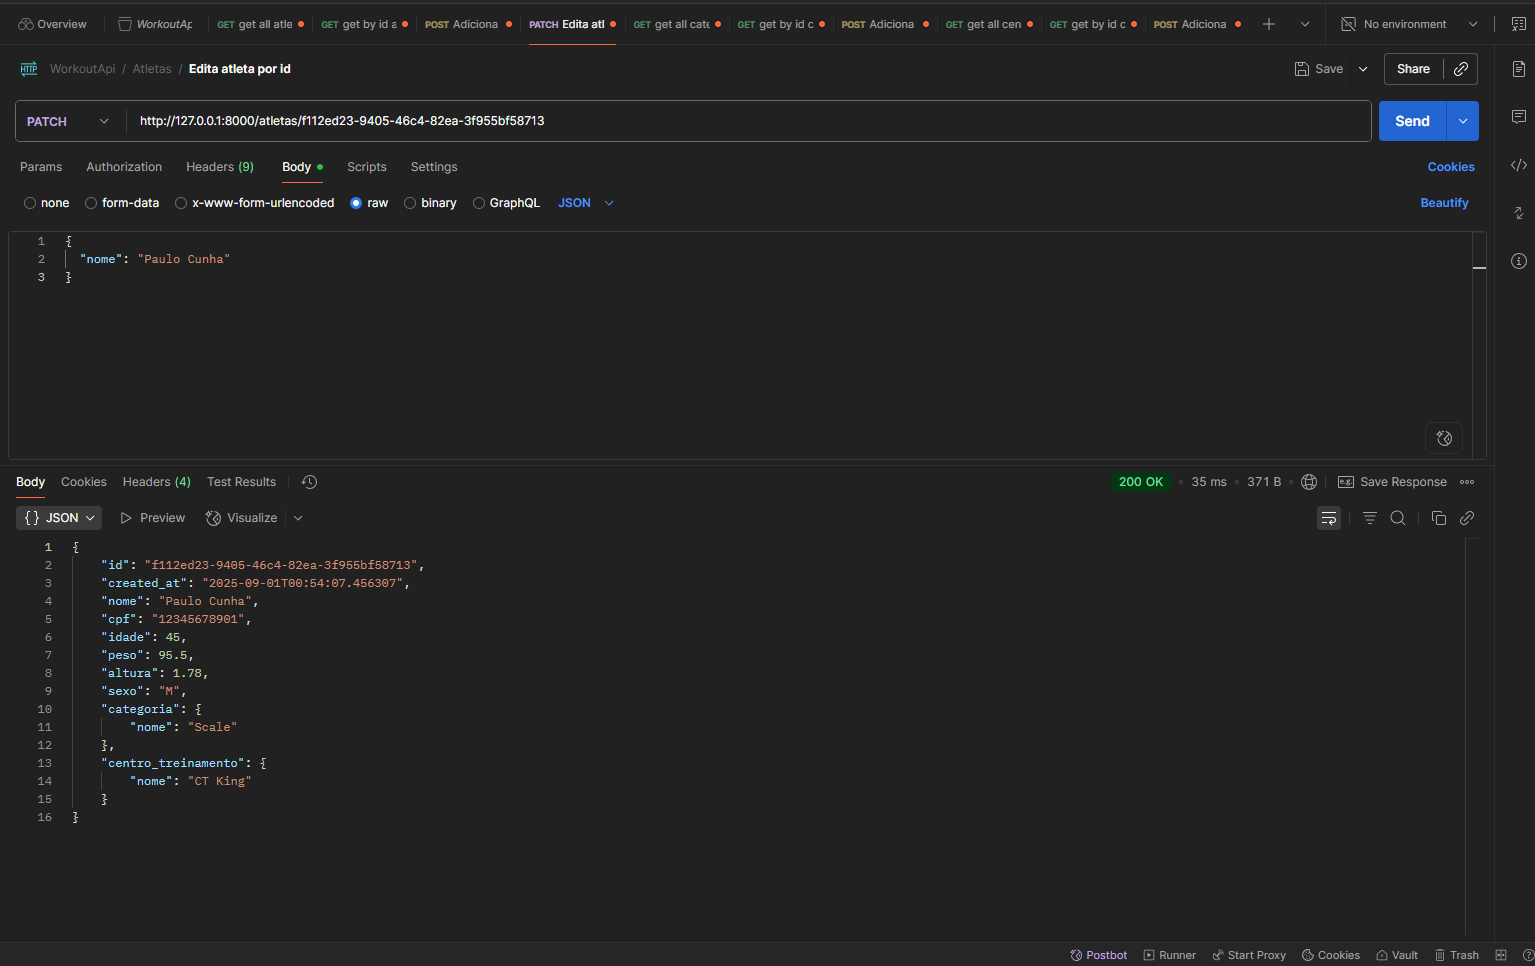 Overview WorkoutAp GET get all atle GET get by id a POST Adiciona PATCH Edita atl GET get all cate GET get by id c POST Adiciona GET get all cen GET get by id c POST Adiciona No environment
HTTP WorkoutApi / Atletas / Edita atleta por id Save Share
PATCH http://127.0.0.1:8000/atletas/f112ed23-9405-46c4-82ea-3f955bf58713 Send
Params Authorization Headers (9) Body Scripts Settings Cookies
none form-data x-www-form-urlencoded raw binary GraphQL JSON Beautify
1 {
2 "nome": "Paulo Cunha"
3 }
Body Cookies Headers (4) Test Results 200 OK • 35 ms • 371 B • e.g. Save Response
{} JSON Preview Visualize
1 {
2 "id": "f112ed23-9405-46c4-82ea-3f955bf58713",
3 "created_at": "2025-09-01T00:54:07.456307",
4 "nome": "Paulo Cunha",
5 "cpf": "12345678901",
6 "idade": 45,
7 "peso": 95.5,
8 "altura": 1.78,
9 "sexo": "M",
10 "categoria": {
11 "nome": "Scale"
12 },
13 "centro_treinamento": {
14 "nome": "CT King"
15 }
16 }
Postbot Runner Start Proxy Cookies Vault Trash